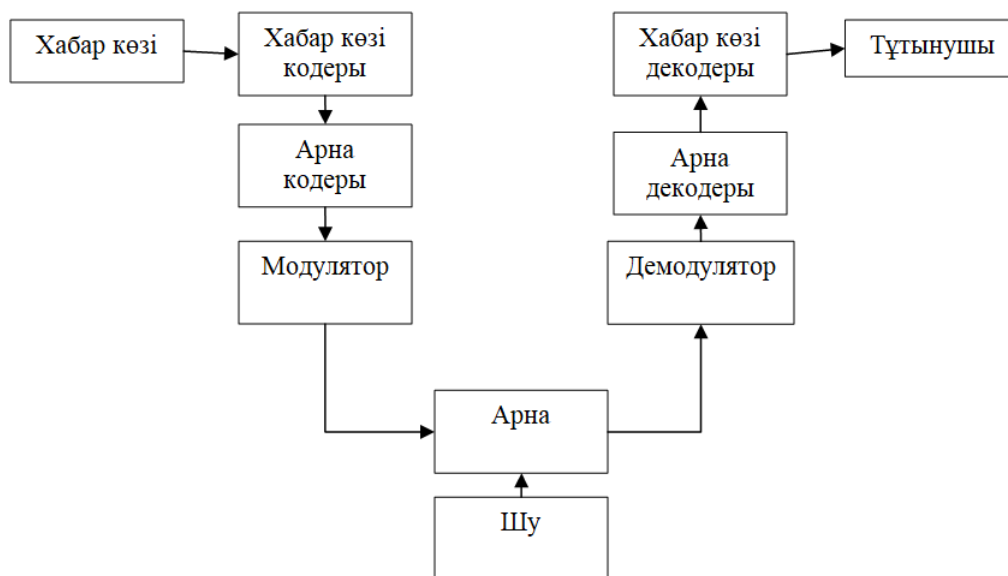 Хабар көзі
Хабар көзі
кодеры
Арна
кодеры
Модулятор
Арна
Шу
Демодулятор
Арна
декодеры
Хабар көзі
декодеры
Тұтынушы